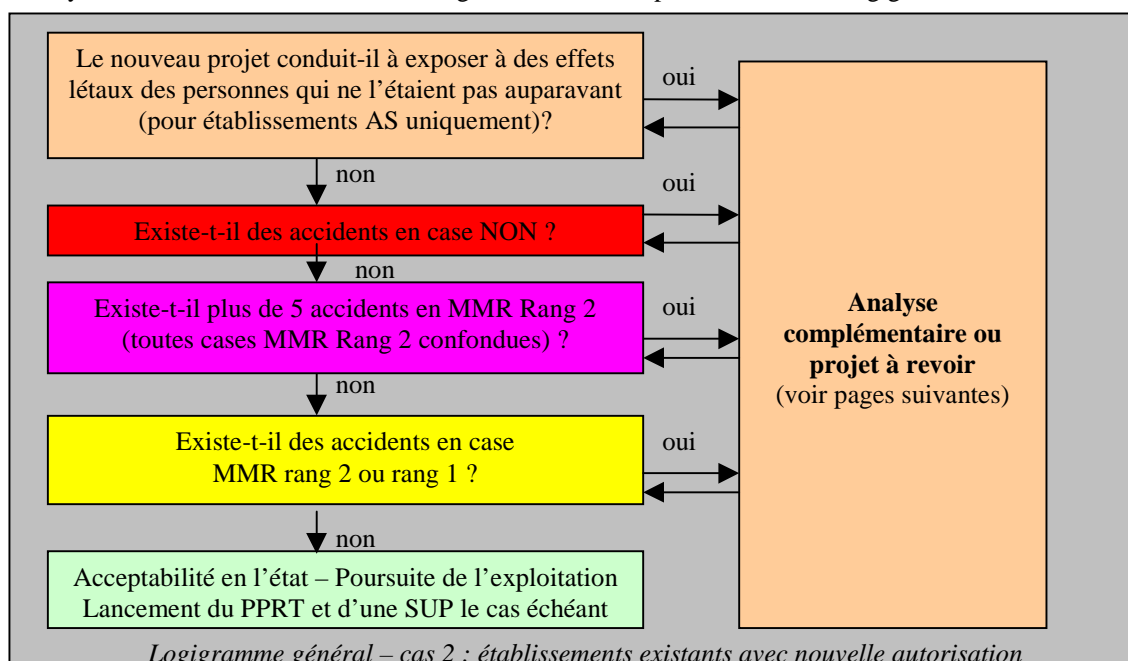 Le nouveau projet conduit-il à exposer à des effets
létaux des personnes qui ne l'étaient pas auparavant
(pour établissements AS uniquement)?
oui
non
oui
Existe-t-il des accidents en case NON ?
non
Existe-t-il plus de 5 accidents en MMR Rang 2
(toutes cases MMR Rang 2 confondues) ?
oui
Analyse
complémentaire ou
projet à revoir
(voir pages suivantes)
non
Existe-t-il des accidents en case
MMR rang 2 ou rang 1 ?
oui
non
Acceptabilité en l'état – Poursuite de l'exploitation
Lancement du PPRT et d'une SUP le cas échéant
Logigramme général – cas 2 : établissements existants avec nouvelle autorisation